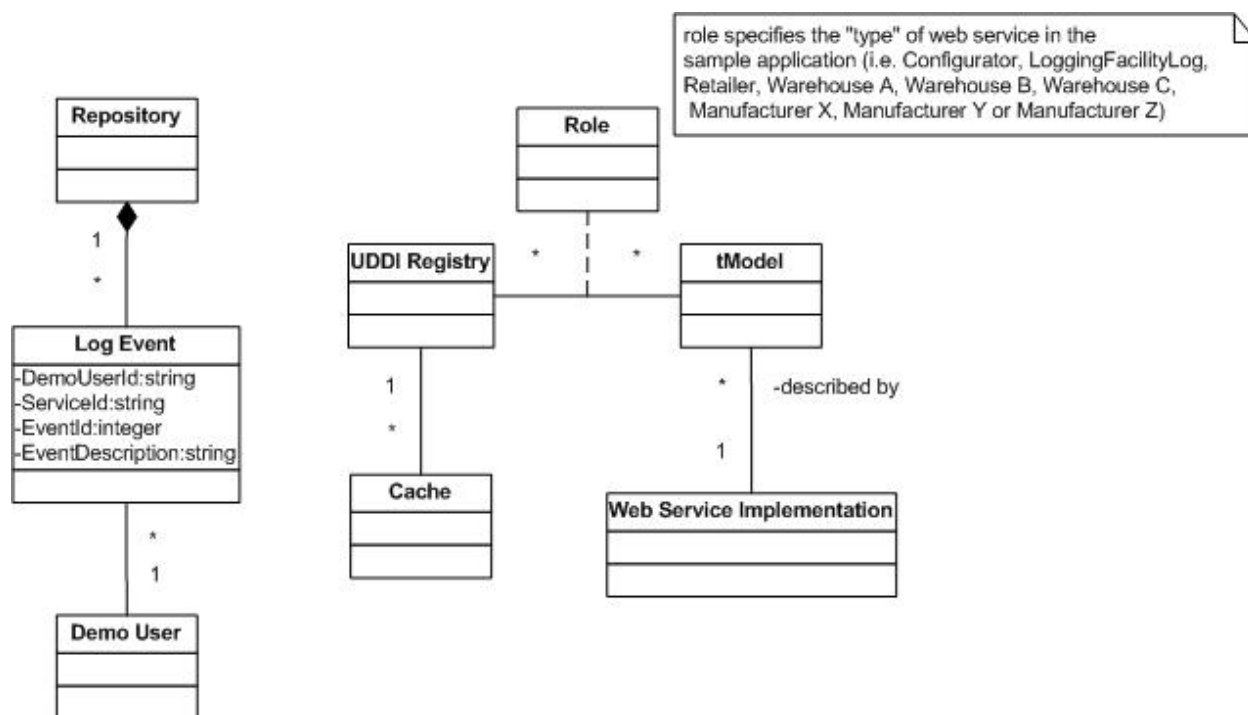 role specifies the "type" of web service in the
sample application (i.e. Configurator, LoggingFacilityLog,
Retailer, Warehouse A, Warehouse B, Warehouse C,
Manufacturer X, Manufacturer Y or Manufacturer Z)
Repository
1
*
Log Event
-DemoUserId:string
-ServiceId:string
-EventId:integer
-EventDescription:string
*
1
Demo User
Role
UDDI Registry
*
*
tModel
1
*
Cache
*
-described by
1
Web Service Implementation